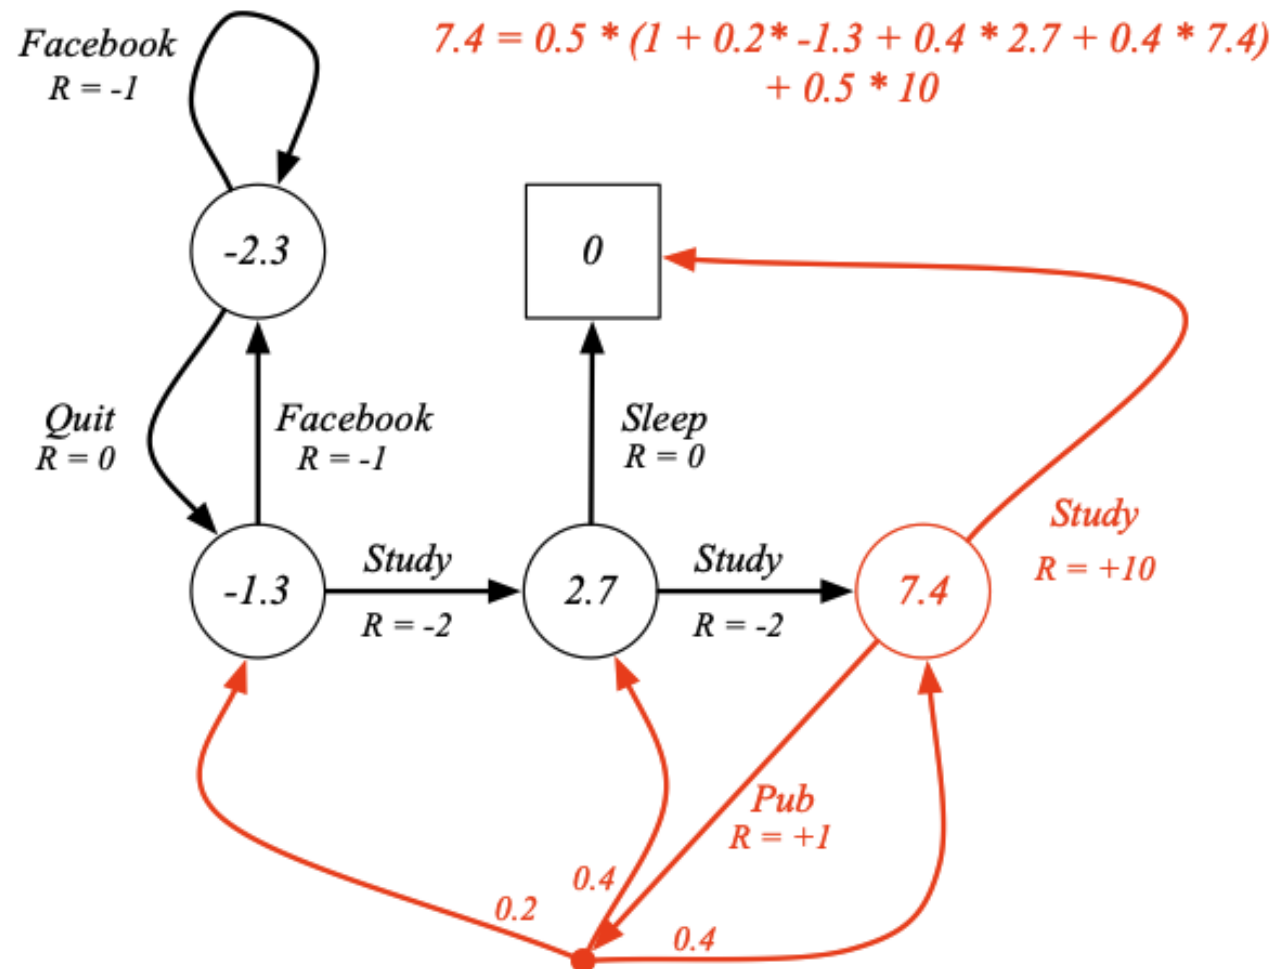 Facebook
R = -1
7.4 = 0.5 * (1 + 0.2* -1.3 + 0.4 * 2.7 + 0.4 * 7.4)
+ 0.5 * 10
-2.3
0
Quit
R = 0
Facebook
R = -1
Sleep
R = 0
-1.3
Study
R = -2
2.7
Study
R = -2
7.4
Study
R = +10
Pub
R = +1
0.2
0.4
0.4